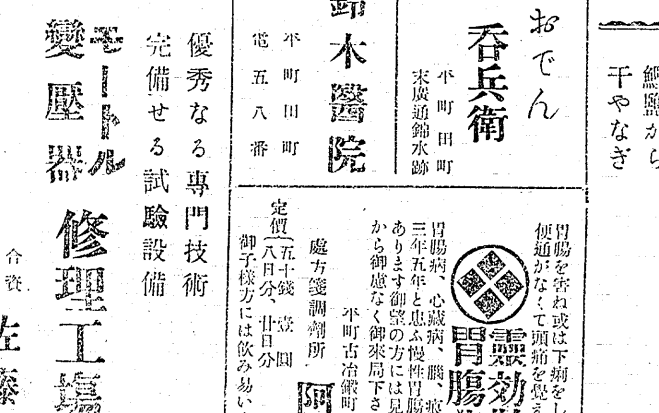 鰹鹽から
干やなぎ
おでん
呑兵衛
平町田町
末廣通錦水跡
鈴木醫院
平町田町
電五八番
優秀なる専門技術
完備せる試驗設備
モートル
變壓器
修理工場
合資
佐藤
胃腸を害ね或は下痢をし
便通がなくて頭痛を覺え
靈効
胃腸
胃腸病、心臓病、腦、疫
三年五年と患ふ慢性胃腸
あります御望の方には見
から御遠慮なく御來局下さ
平町古冶鍛町
處方箋調劑所
定價
五十錢 壹圓
八日分、廿日分
御子様方には飲み易い